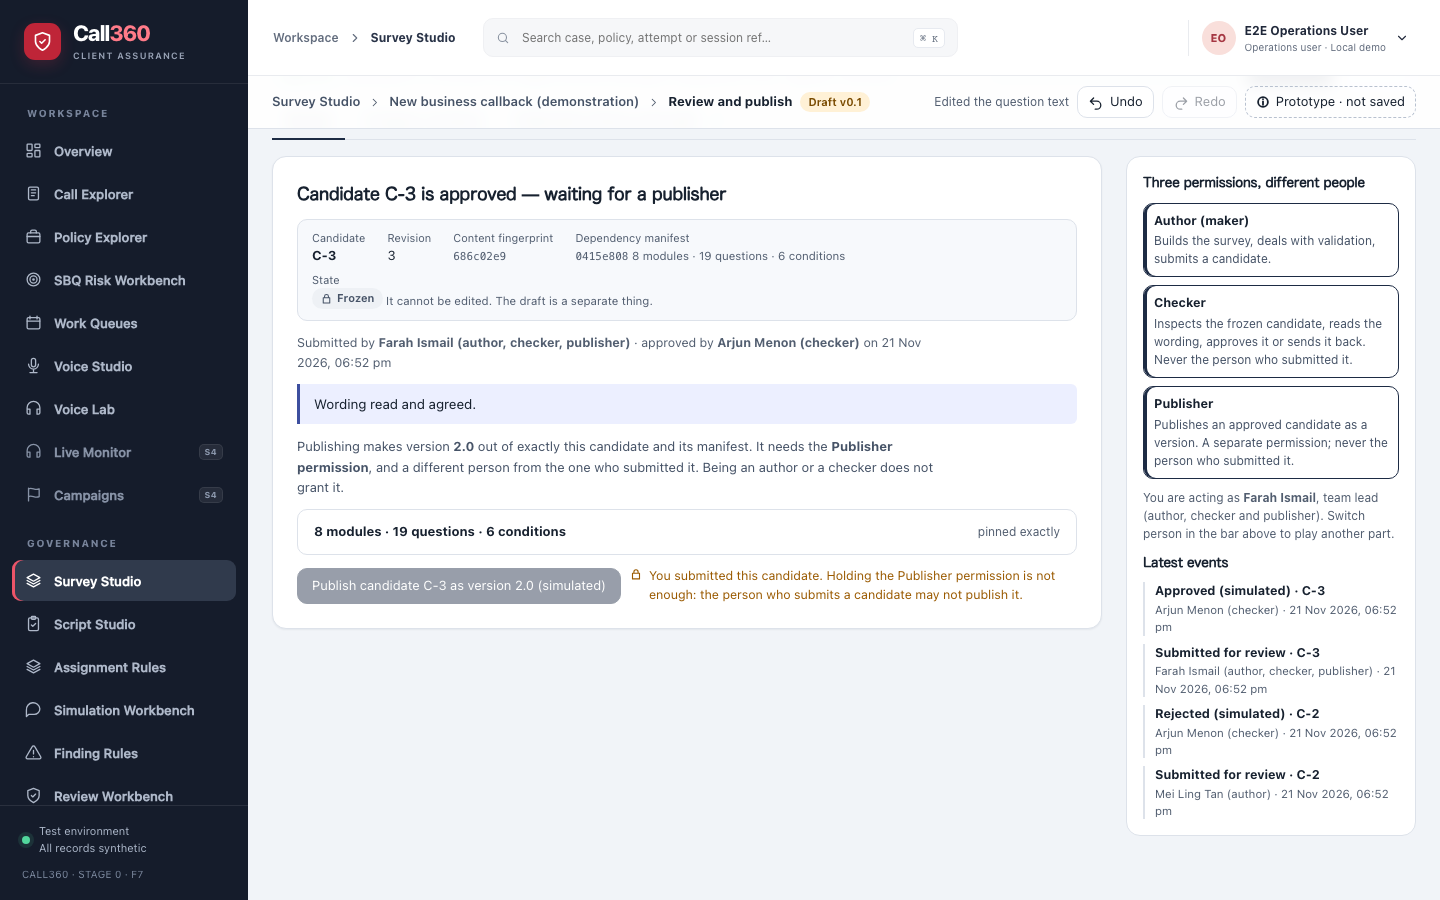 Call360
CLIENT ASSURANCE
WORKSPACE
Overview
Call Explorer
Policy Explorer
SBQ Risk Workbench
Work Queues
Voice Studio
Voice Lab
Live Monitor S4
Campaigns S4
GOVERNANCE
Survey Studio
Script Studio
Assignment Rules
Simulation Workbench
Finding Rules
Review Workbench
Test environment
All records synthetic
CALL360 · STAGE 0 · F7
Workspace > Survey Studio
Search case, policy, attempt or session ref...
⌘ K
EO
E2E Operations User
Operations user · Local demo
Survey Studio > New business callback (demonstration) > Review and publish Draft v0.1
Edited the question text
Undo
Redo
Prototype · not saved
Candidate C-3 is approved — waiting for a publisher
Candidate Revision Content fingerprint Dependency manifest
C-3 3 686c02e9 0415e808 8 modules · 19 questions · 6 conditions
State
Frozen It cannot be edited. The draft is a separate thing.
Submitted by Farah Ismail (author, checker, publisher) · approved by Arjun Menon (checker) on 21 Nov
2026, 06:52 pm
Wording read and agreed.
Publishing makes version 2.0 out of exactly this candidate and its manifest. It needs the Publisher
permission, and a different person from the one who submitted it. Being an author or a checker does not
grant it.
8 modules · 19 questions · 6 conditions pinned exactly
Publish candidate C-3 as version 2.0 (simulated)
You submitted this candidate. Holding the Publisher permission is not
enough: the person who submits a candidate may not publish it.
Three permissions, different people
Author (maker)
Builds the survey, deals with validation,
submits a candidate.
Checker
Inspects the frozen candidate, reads the
wording, approves it or sends it back.
Never the person who submitted it.
Publisher
Publishes an approved candidate as a
version. A separate permission; never the
person who submitted it.
You are acting as Farah Ismail, team lead
(author, checker and publisher). Switch
person in the bar above to play another part.
Latest events
Approved (simulated) · C-3
Arjun Menon (checker) · 21 Nov 2026, 06:52
pm
Submitted for review · C-3
Farah Ismail (author, checker, publisher) · 21
Nov 2026, 06:52 pm
Rejected (simulated) · C-2
Arjun Menon (checker) · 21 Nov 2026, 06:52
pm
Submitted for review · C-2
Mei Ling Tan (author) · 21 Nov 2026, 06:52
pm